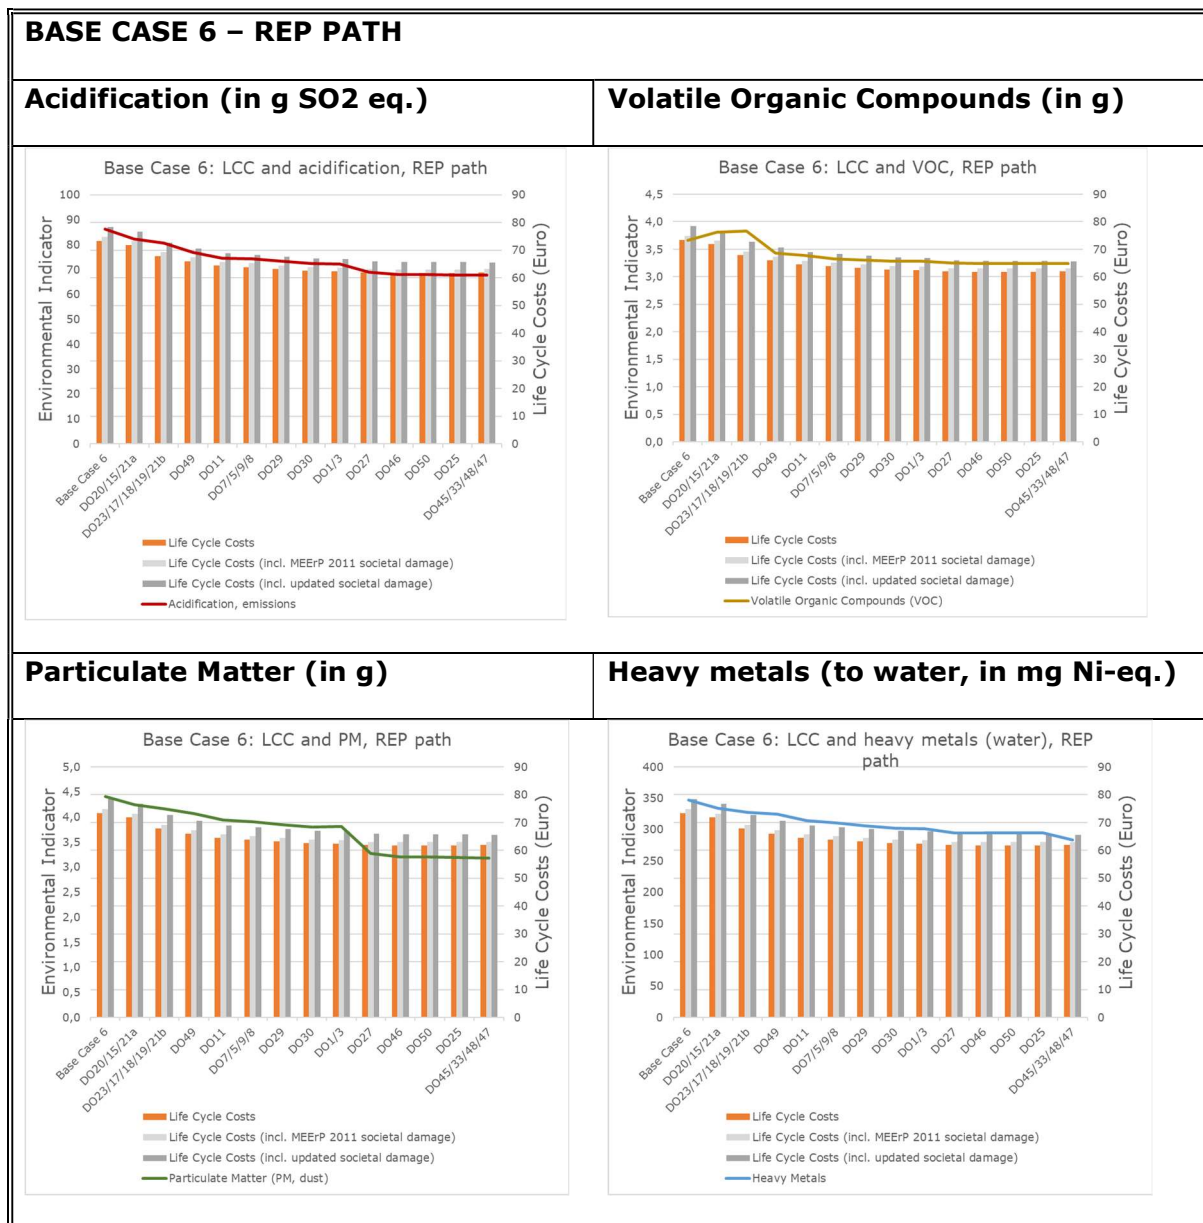 BASE CASE 6 – REP PATH
Acidification (in g SO2 eq.)
Volatile Organic Compounds (in g)
Base Case 6: LCC and acidification, REP path
100
90
80
70
60
50
40
30
20
10
0
Environmental Indicator
90
80
70
60
50
40
30
20
10
0
Life Cycle Costs (Euro)
Base Case 6
DO20/15/21a
DO23/17/18/19/21b
DO49
DO11
DO7/5/9/8
DO29
DO30
DO1/3
DO27
DO46
DO50
DO25
DO45/33/48/47
Life Cycle Costs
Life Cycle Costs (incl. MEErP 2011 societal damage)
Life Cycle Costs (incl. updated societal damage)
Acidification, emissions
Base Case 6: LCC and VOC, REP path
4,5
4,0
3,5
3,0
2,5
2,0
1,5
1,0
0,5
0,0
Environmental Indicator
90
80
70
60
50
40
30
20
10
0
Life Cycle Costs (Euro)
Base Case 6
DO20/15/21a
DO23/17/18/19/21b
DO49
DO11
DO7/5/9/8
DO29
DO30
DO1/3
DO27
DO46
DO50
DO25
DO45/33/48/47
Life Cycle Costs
Life Cycle Costs (incl. MEErP 2011 societal damage)
Life Cycle Costs (incl. updated societal damage)
Volatile Organic Compounds (VOC)
Particulate Matter (in g)
Heavy metals (to water, in mg Ni-eq.)
Base Case 6: LCC and PM, REP path
5,0
4,5
4,0
3,5
3,0
2,5
2,0
1,5
1,0
0,5
0,0
Environmental Indicator
90
80
70
60
50
40
30
20
10
0
Life Cycle Costs (Euro)
Base Case 6
DO20/15/21a
DO23/17/18/19/21b
DO49
DO11
DO7/5/9/8
DO29
DO30
DO1/3
DO27
DO46
DO50
DO25
DO45/33/48/47
Life Cycle Costs
Life Cycle Costs (incl. MEErP 2011 societal damage)
Life Cycle Costs (incl. updated societal damage)
Particulate Matter (PM, dust)
Base Case 6: LCC and heavy metals (water), REP
path
400
350
300
250
200
150
100
50
0
Environmental Indicator
90
80
70
60
50
40
30
20
10
0
Life Cycle Costs (Euro)
Base Case 6
DO20/15/21a
DO23/17/18/19/21b
DO49
DO11
DO7/5/9/8
DO29
DO30
DO1/3
DO27
DO46
DO50
DO25
DO45/33/48/47
Life Cycle Costs
Life Cycle Costs (incl. MEErP 2011 societal damage)
Life Cycle Costs (incl. updated societal damage)
Heavy Metals